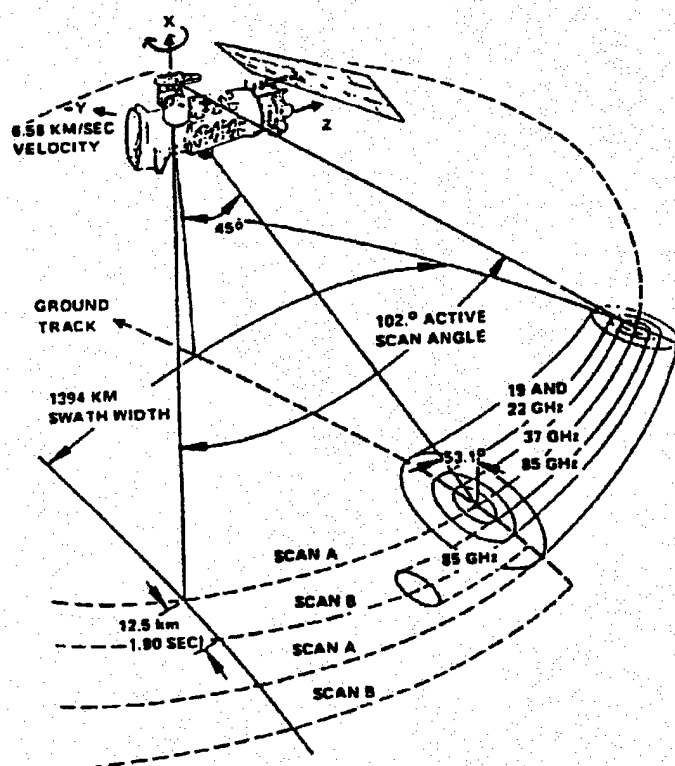 X
-Y
6.58 KM/SEC
VELOCITY
Z
45°
GROUND
TRACK
102.° ACTIVE
SCAN ANGLE
1394 KM
SWATH WIDTH
19 AND
22 GHz
37 GHz
85 GHz
53.1°
SCAN A
85 GHz
SCAN B
12.5 km
1.90 SEC)
SCAN A
SCAN B